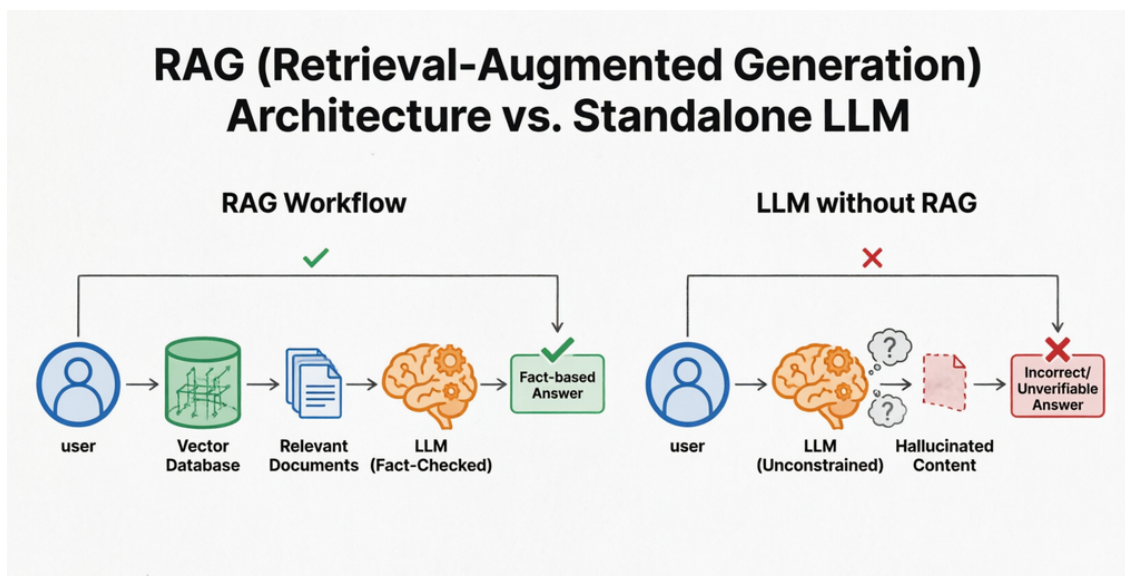 RAG (Retrieval-Augmented Generation)
Architecture vs. Standalone LLM
RAG Workflow
user
Vector
Database
Relevant
Documents
LLM
(Fact-Checked)
Fact-based
Answer
LLM without RAG
user
LLM
(Unconstrained)
?
?
Hallucinated
Content
Incorrect/
Unverifiable
Answer